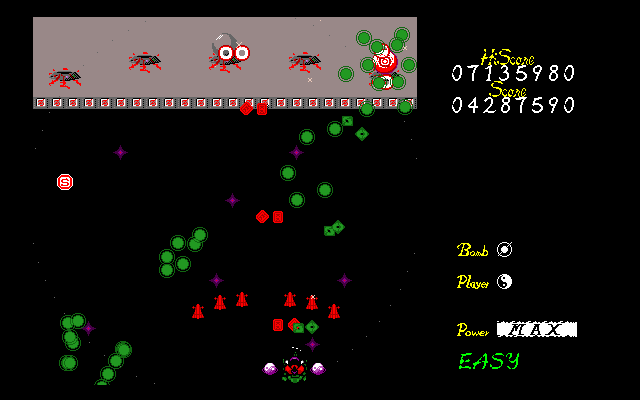 HiScore
07135980
Score
04287590
S
Bomb
Player
Power MAX
EASY